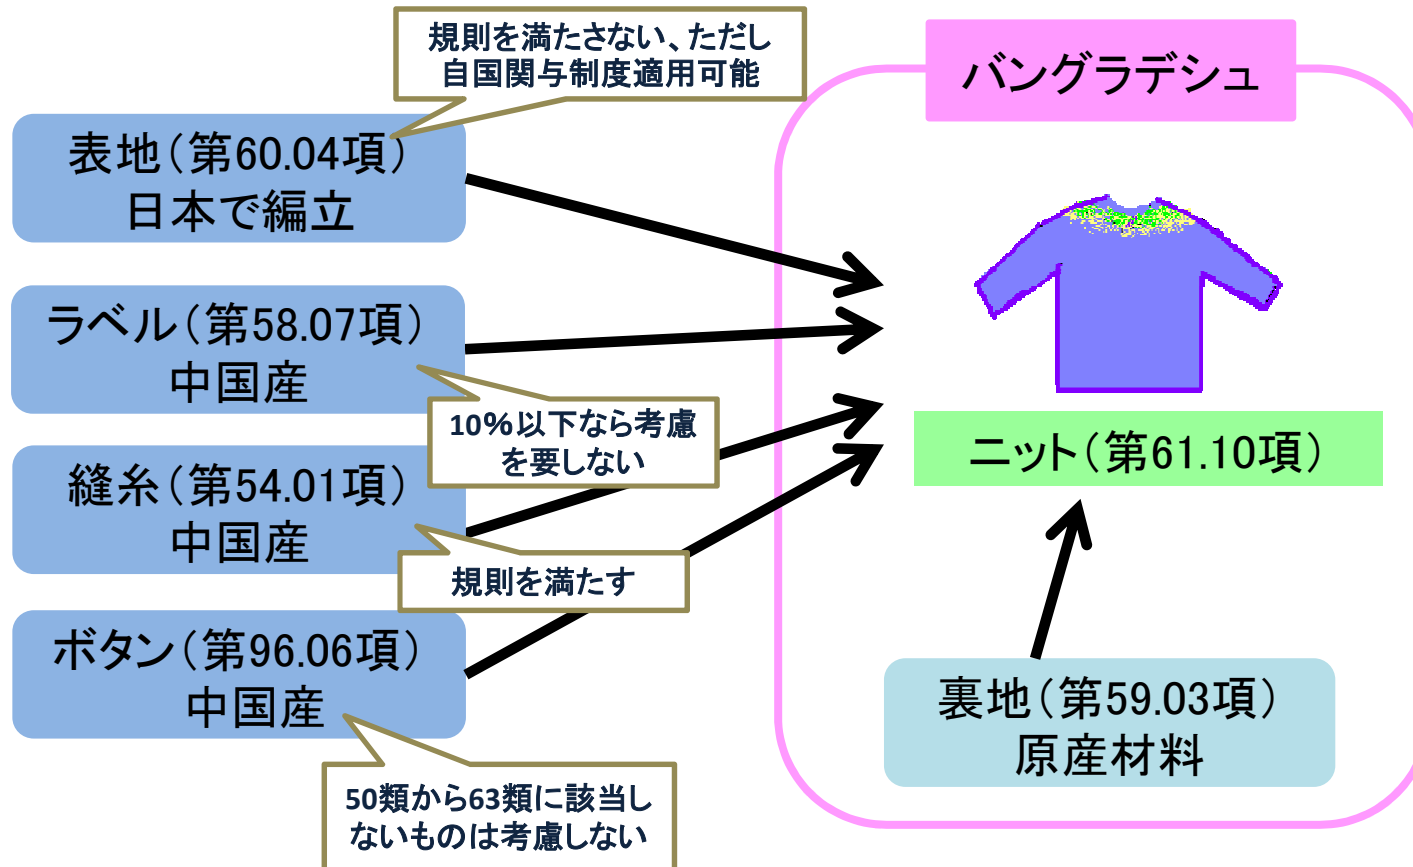 規則を満たさない、ただし
自国関与制度適用可能
バングラデシュ
表地（第60.04項）
日本で編立
ラベル（第58.07項）
中国産
10%以下なら考慮
を要しない
ニット（第61.10項）
縫糸（第54.01項）
中国産
規則を満たす
ボタン（第96.06項）
中国産
裏地（第59.03項）
原産材料
50類から63類に該当し
ないものは考慮しない